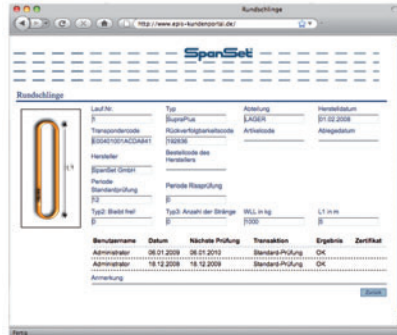 Rundschlinge
http://www.epis-kundenportal.de/
SpanSet
Rundschlinge
Lauf.Nr. Typ Abteilung Herstelldatum
1 SupraPlus LAGER 01.02.2008
Transpondercode Rückverfolgbarkeitscode Artikelcode Ablegedatum
E00401001ACDA841 192836
Hersteller Bestellcode des
Herstellers
SpanSet GmbH
Periode
Standardprüfung Periode Rissprüfung
12 0
Typ2: Bleibt frei! Typ3: Anzahl der Stränge WLL in kg L1 in m
0 0 1000 5
Benutzername Datum Nächste Prüfung Transaktion Ergebnis Zertifikat
Administrator 06.01.2009 06.01.2010 Standard-Prüfung OK
Administrator 18.12.2008 18.12.2009 Standard-Prüfung OK
Anmerkung
Zurück
Fertig